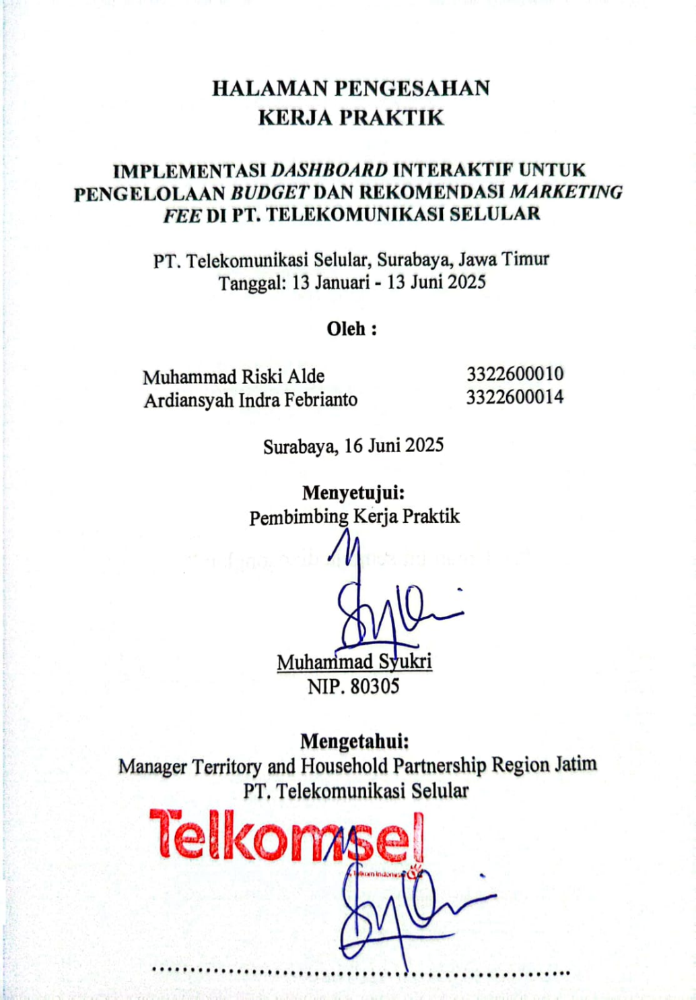 HALAMAN PENGESAHAN
KERJA PRAKTIK
IMPLEMENTASI DASHBOARD INTERAKTIF UNTUK
PENGELOLAAN BUDGET DAN REKOMENDASI MARKETING
FEE DI PT. TELEKOMUNIKASI SELULAR
PT. Telekomunikasi Selular, Surabaya, Jawa Timur
Tanggal: 13 Januari - 13 Juni 2025
Oleh :
Muhammad Riski Alde 3322600010
Ardiansyah Indra Febrianto 3322600014
Surabaya, 16 Juni 2025
Menyetujui:
Pembimbing Kerja Praktik
Muhammad Syukri
NIP. 80305
Mengetahui:
Manager Territory and Household Partnership Region Jatim
PT. Telekomunikasi Selular
Telkomsel